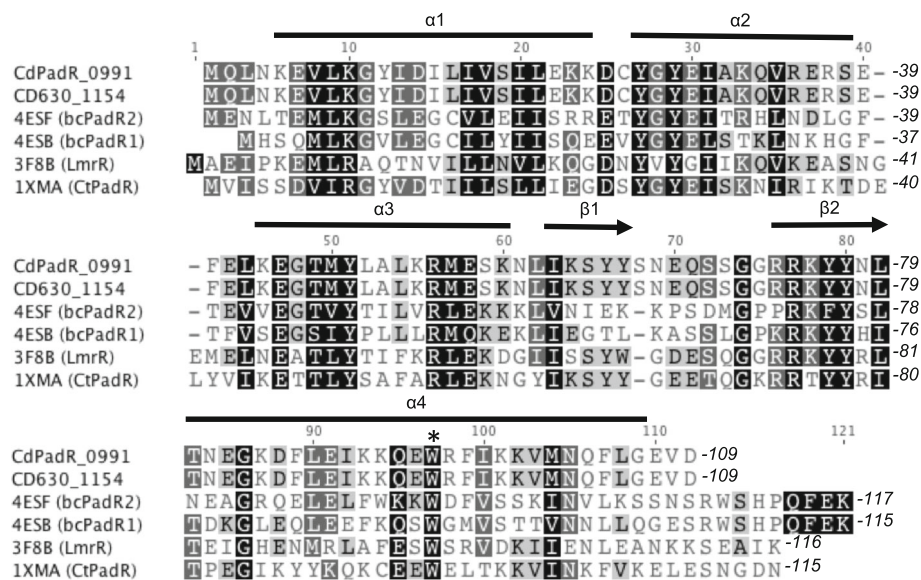 α1 α2
1 10 20 30 40
CdPadR_0991 MQLNKEVLKGYIDILIVSILEKKDCYGYEIAKQVRERSE- -39
CD630_1154 MQLNKEVLKGYIDILIVSILEKKDCYGYEIAKQVRERSE- -39
4ESF (bcPadR2) MENLTEMLKGSLEGCVLEIISRRETYGYEITRHLNDLGF- -39
4ESB (bcPadR1) MHSQMLKGVLEGCILYIISQEEVYGYELSTKLNKHGF- -37
3F8B (LmrR) MAEIPKEMLRAQTNVILLNVLKQGDNYVYGIIKQVKEASNG -41
1XMA (CtPadR) MVISSDVIRGYVDTIILSLLIEGDSYGYEISKNIRIKTDE -40
α3 β1 β2
50 60 70 80
CdPadR_0991 -FELKEGTMYLALKRMESKNLIKSYYSNEQSSGGRRKYYNL -79
CD630_1154 -FELKEGTMYLALKRMESKNLIKSYYSNEQSSGGRRKYYNL -79
4ESF (bcPadR2) -TEVVEGTVYTILVRLEKKKLVNIEK-KPSDMGPPRKFYSL -78
4ESB (bcPadR1) -TFVSEGSIYPLLLRMQKEKLIEGTL-KASSLGPKRKYYHI -76
3F8B (LmrR) EMELNEATLYTIFKRLEKDGIISSYW-GDESQGGRRKYYRL -81
1XMA (CtPadR) LYVIKETTLYSAFARLEKNGYIKSYY-GEETQGKRRTYYRI -80
α4
90 * 100 110 121
CdPadR_0991 TNEGKDFLEIKKQEWRFIKKVMNQFLGEVD -109
CD630_1154 TNEGKDFLEIKKQEWRFIKKVMNQFLGEVD -109
4ESF (bcPadR2) NEAGRQFLELFWKKWDFVSSKINVLKSSNSRWSHPQFEK -117
4ESB (bcPadR1) TDKGLEQLEEFKQSWGMVSTTVNNLLQGESRWSHPQFEK -115
3F8B (LmrR) TEIGHENMRLAFESWSRVDKIIENLEANKKSEAIK -116
1XMA (CtPadR) TPEGIKYYKQKCEEWELTKKVINKFVKELESNGDN -115